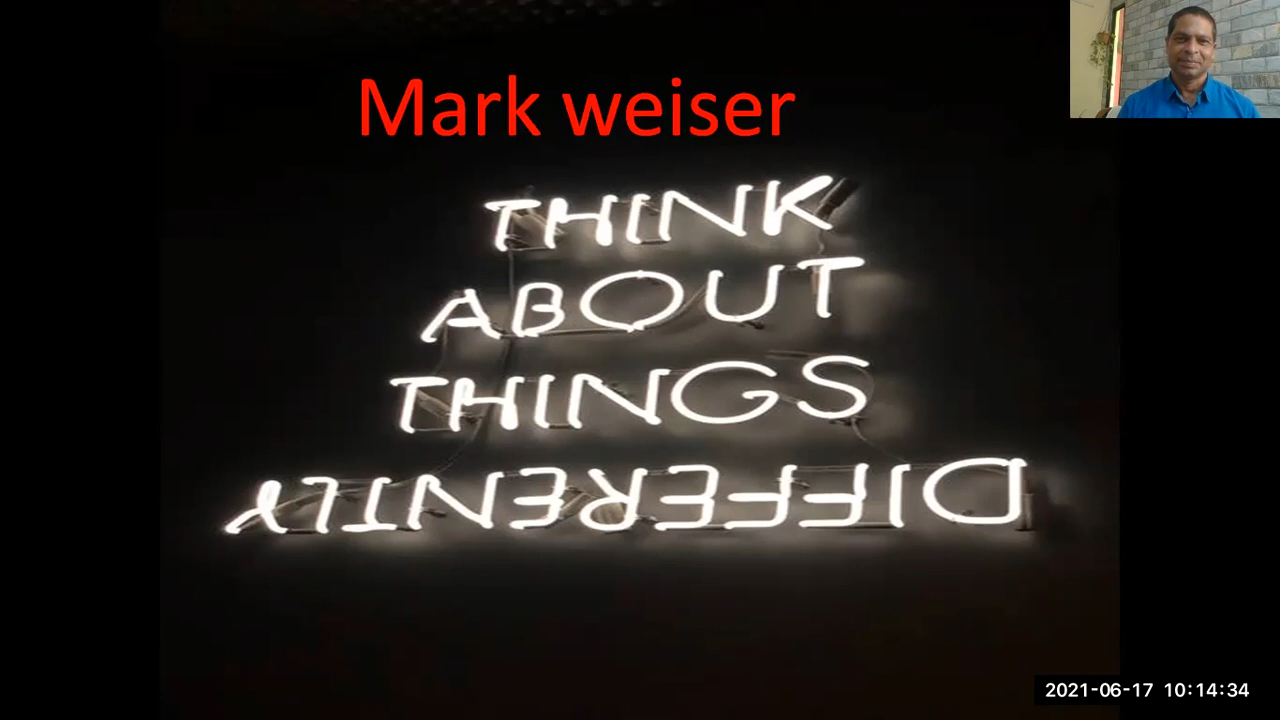 Mark weiser
THINK
ABOUT
THINGS
DIFFERENTLY
2021-06-17 10:14:34